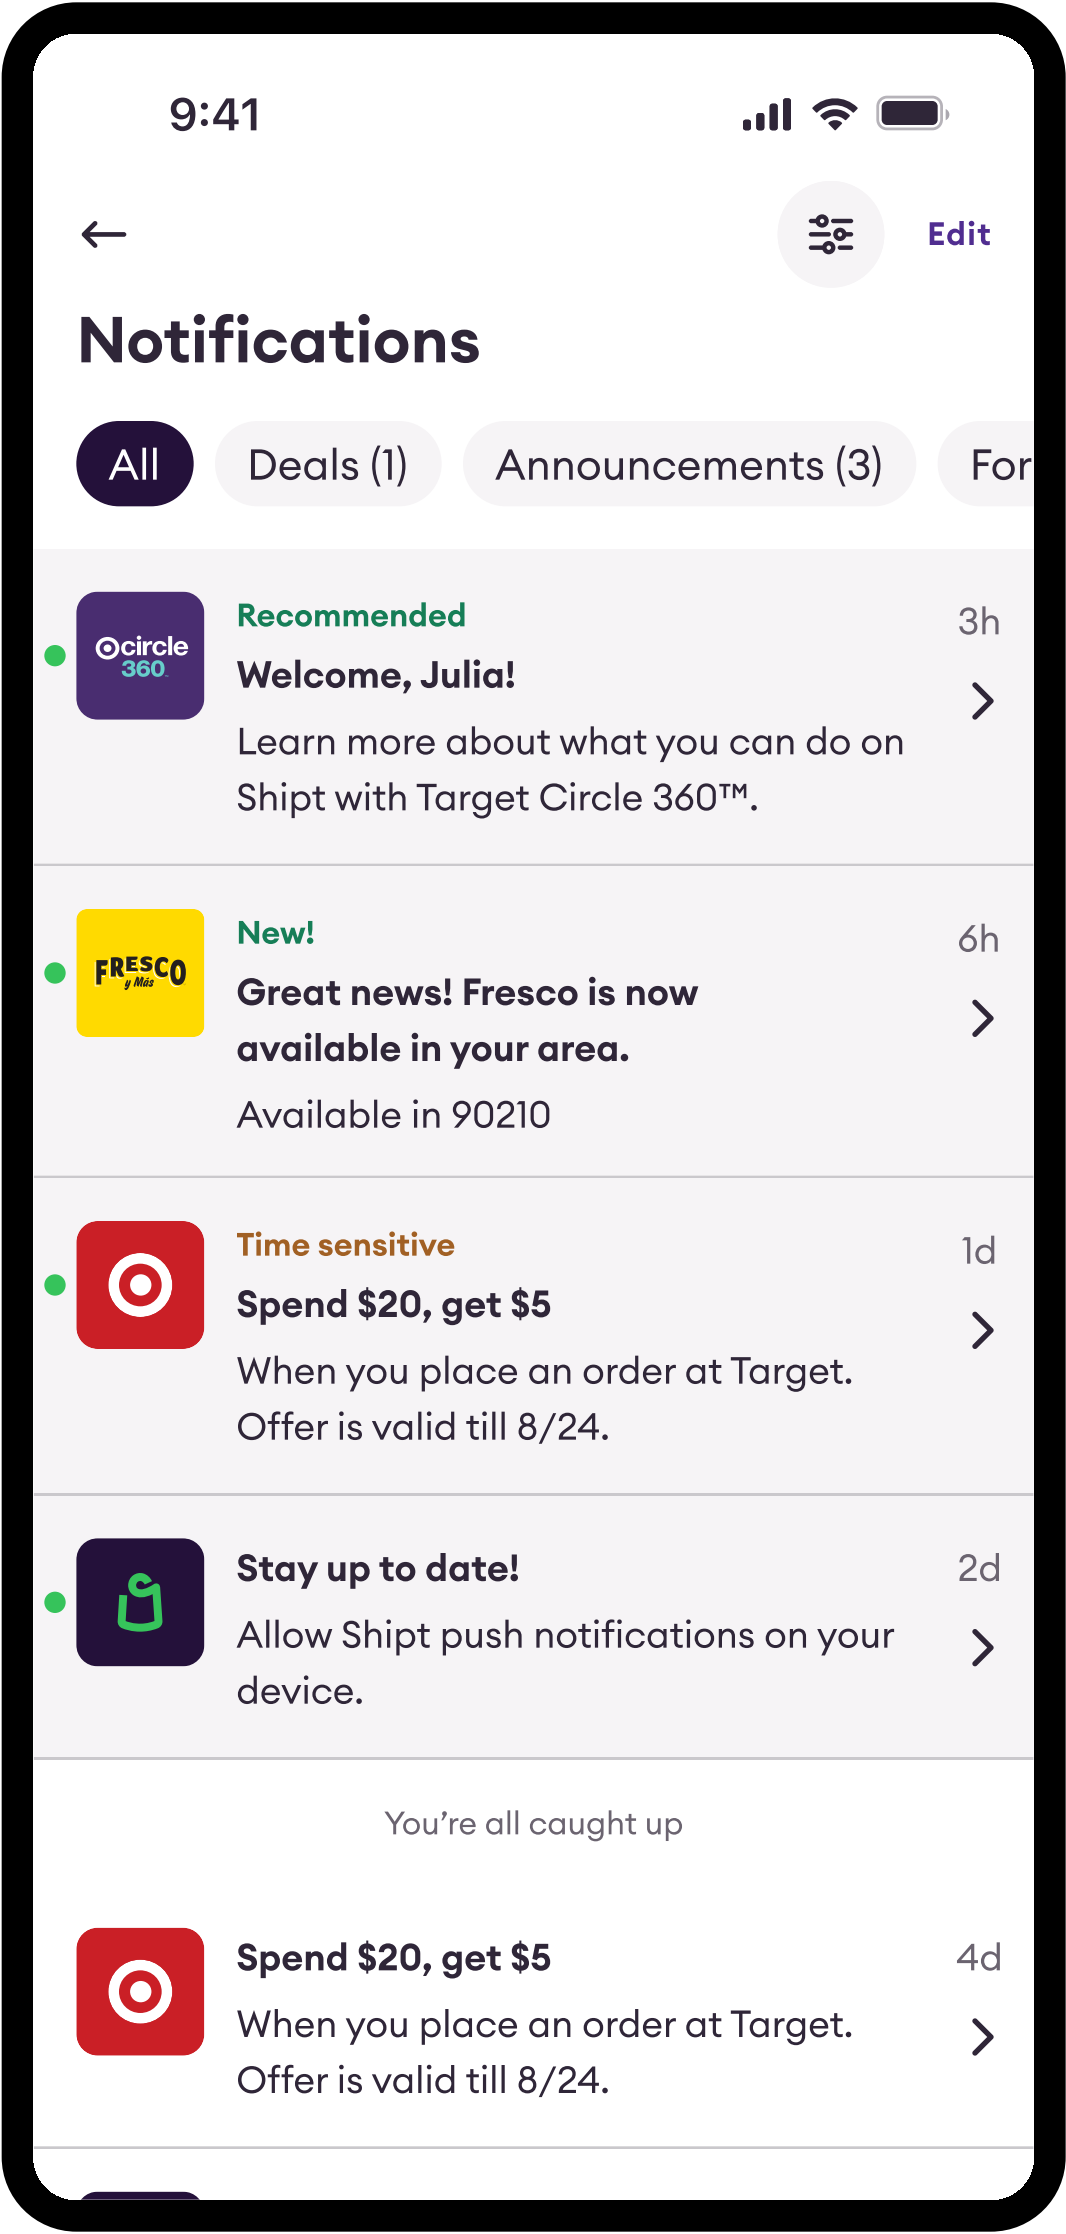 9:41
Edit
Notifications
All
Deals (1)
Announcements (3)
For
circle
360
Recommended
Welcome, Julia!
Learn more about what you can do on
Shipt with Target Circle 360™.
3h
FRESCO
y Más
New!
Great news! Fresco is now
available in your area.
Available in 90210
6h
Time sensitive
Spend $20, get $5
When you place an order at Target.
Offer is valid till 8/24.
1d
Stay up to date!
Allow Shipt push notifications on your
device.
2d
You’re all caught up
Spend $20, get $5
When you place an order at Target.
Offer is valid till 8/24.
4d